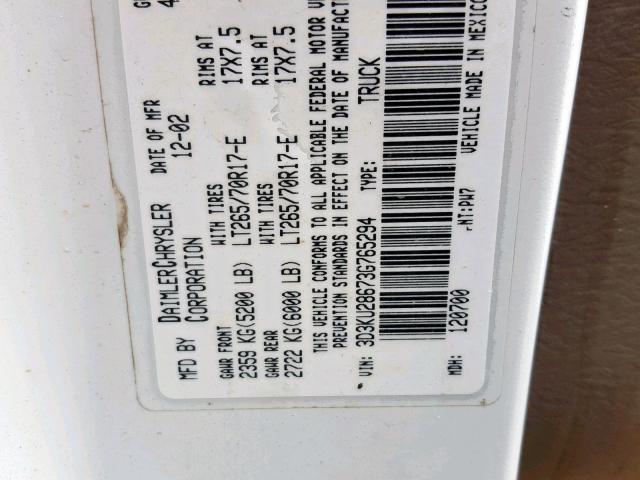 MFD BY DAIMLERCHRYSLER CORPORATION
DATE OF MFR 12-02
GAWR FRONT WITH TIRES RIMS AT
2359 KG(5200 LB) LT265/70R17-E 17X7.5
GAWR REAR WITH TIRES RIMS AT
2722 KG(6000 LB) LT265/70R17-E 17X7.5
THIS VEHICLE CONFORMS TO ALL APPLICABLE FEDERAL MOTOR
PREVENTION STANDARDS IN EFFECT ON THE DATE OF MANUFACTUR
VIN: 3D3KU28673G765294 TYPE: TRUCK
MDH: 120700 NT:PW7 VEHICLE MADE IN MEXICO